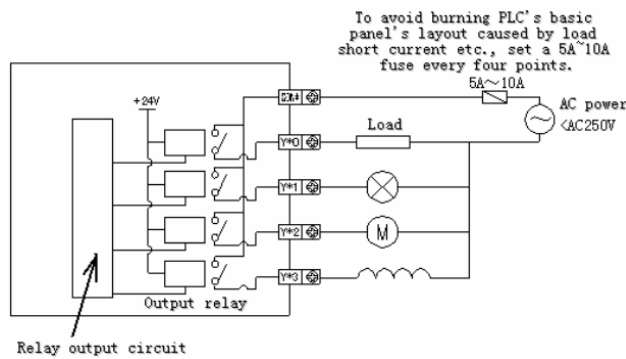 To avoid burning PLC's basic
panel's layout caused by load
short current etc., set a 5A~10A
fuse every four points.
5A～10A
+24V
COM#
AC power
<AC250V
Load
Y*0
Y*1
Y*2
M
Y*3
Output relay
Relay output circuit